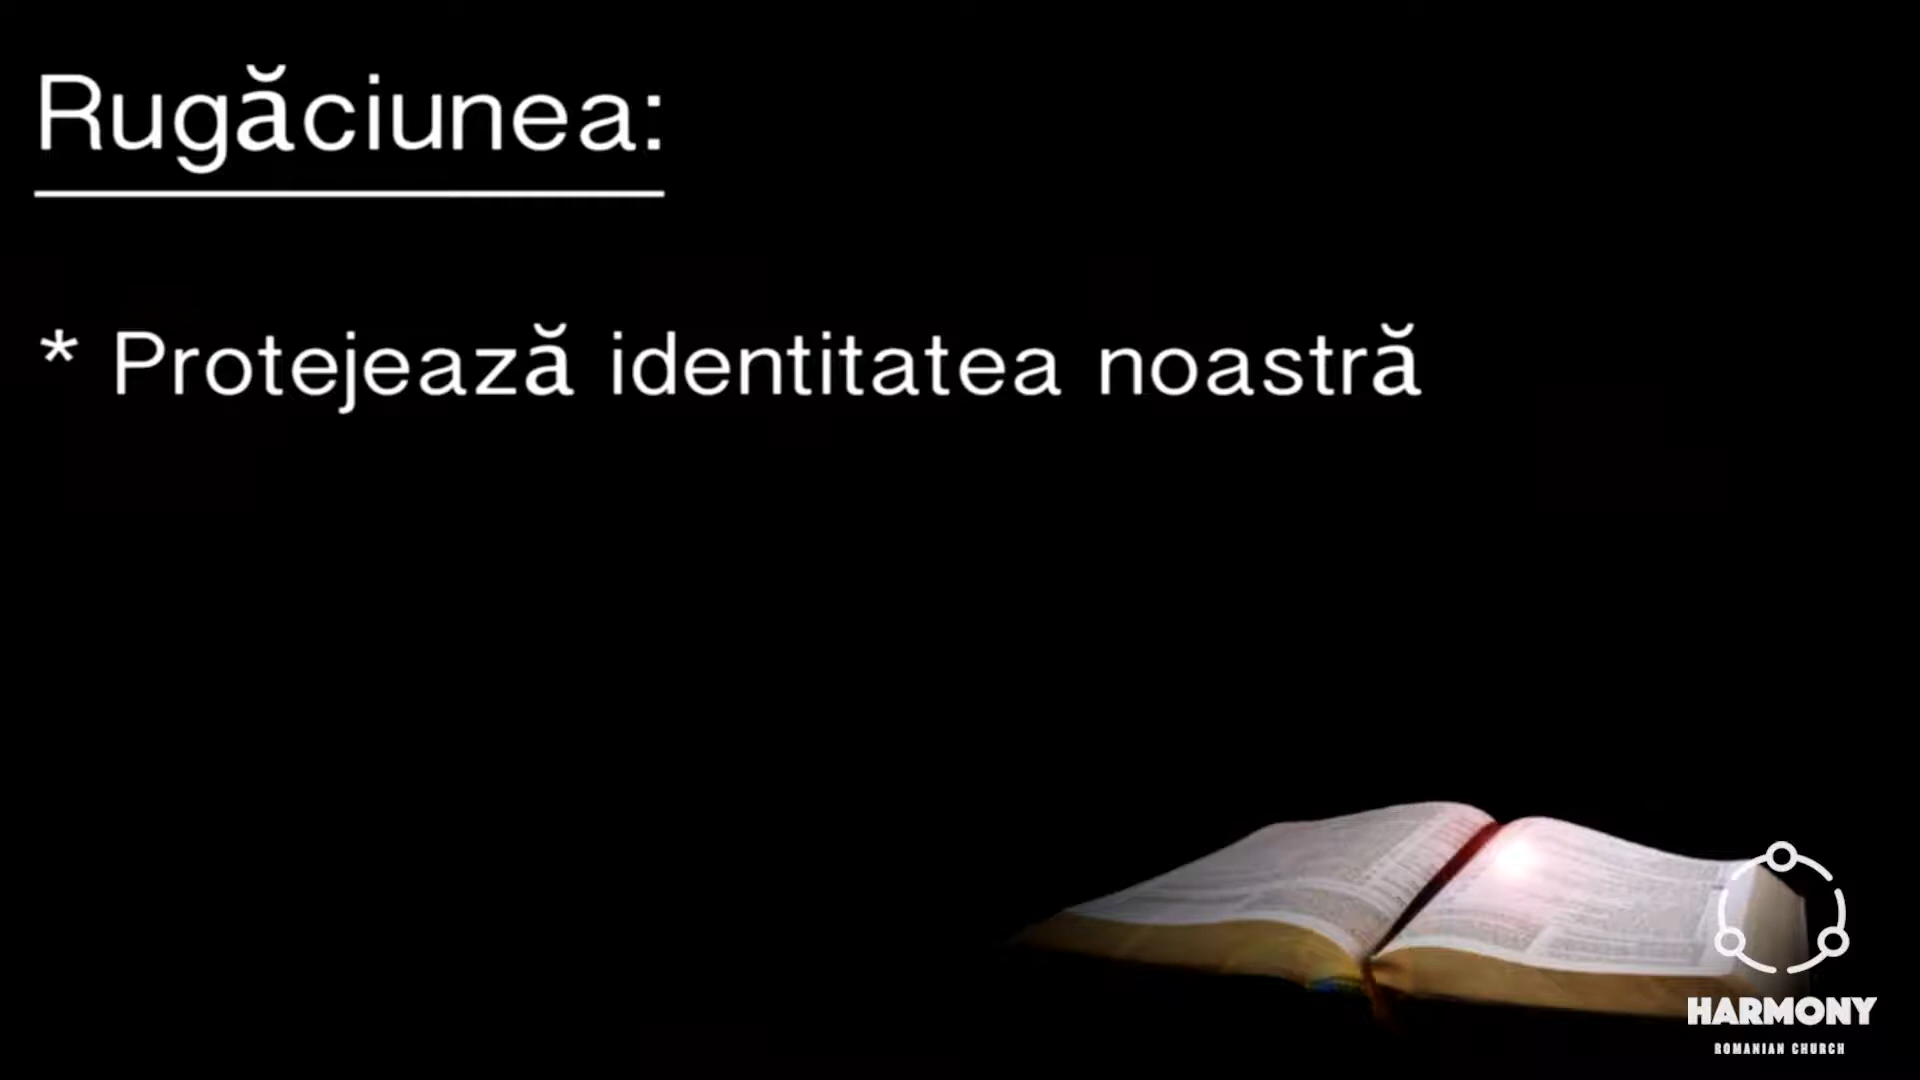 Rugăciunea:
* Protejează identitatea noastră
HARMONY
ROMANIAN CHURCH